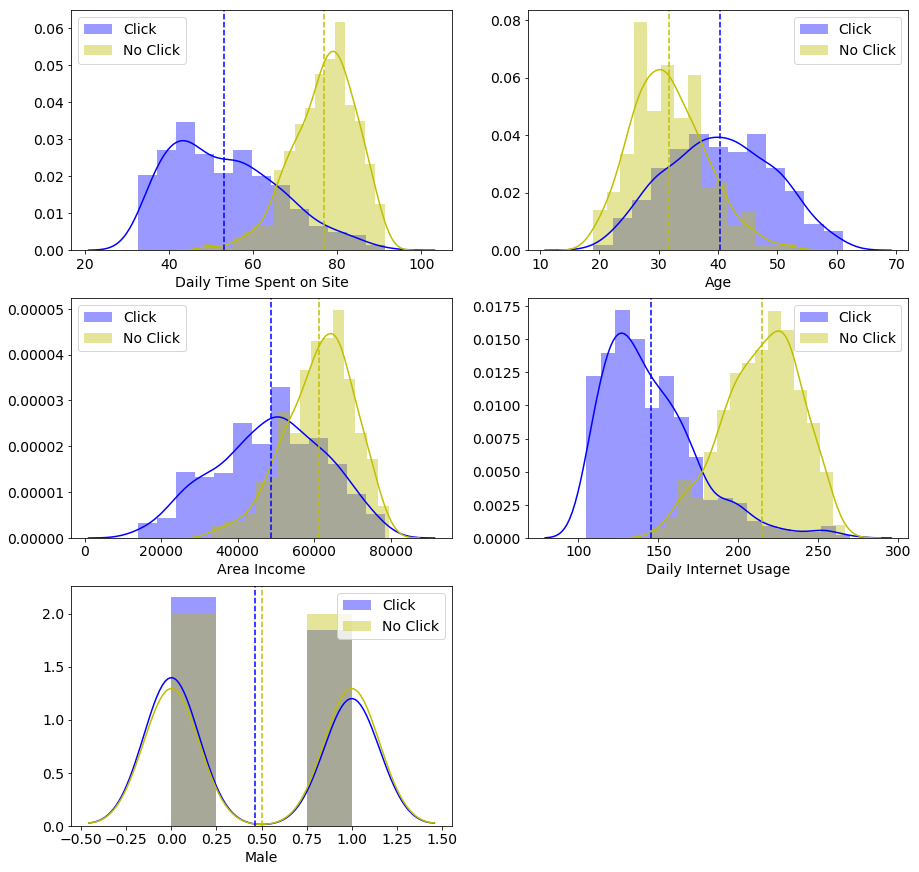 Click
No Click
0.06
0.05
0.04
0.03
0.02
0.01
0.00
20 40 60 80 100
Daily Time Spent on Site
Click
No Click
0.08
0.06
0.04
0.02
0.00
10 20 30 40 50 60 70
Age
Click
No Click
0.00005
0.00004
0.00003
0.00002
0.00001
0.00000
0 20000 40000 60000 80000
Area Income
Click
No Click
0.0175
0.0150
0.0125
0.0100
0.0075
0.0050
0.0025
0.0000
100 150 200 250 300
Daily Internet Usage
Click
No Click
2.0
1.5
1.0
0.5
0.0
−0.50 −0.25 0.00 0.25 0.50 0.75 1.00 1.25 1.50
Male